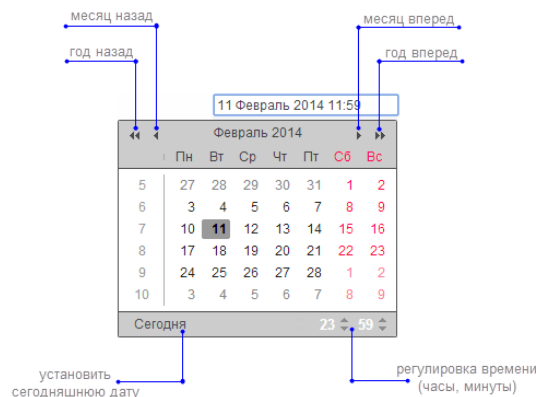 месяц назад
месяц вперед
год назад
год вперед
11 Февраль 2014 11:59
Февраль 2014
Пн Вт Ср Чт Пт Сб Вс
5 27 28 29 30 31 1 2
6 3 4 5 6 7 8 9
7 10 11 12 13 14 15 16
8 17 18 19 20 21 22 23
9 24 25 26 27 28 1 2
10 3 4 5 6 7 8 9
Сегодня 23 59
установить
сегодняшнюю дату
регулировка времени
(часы, минуты)